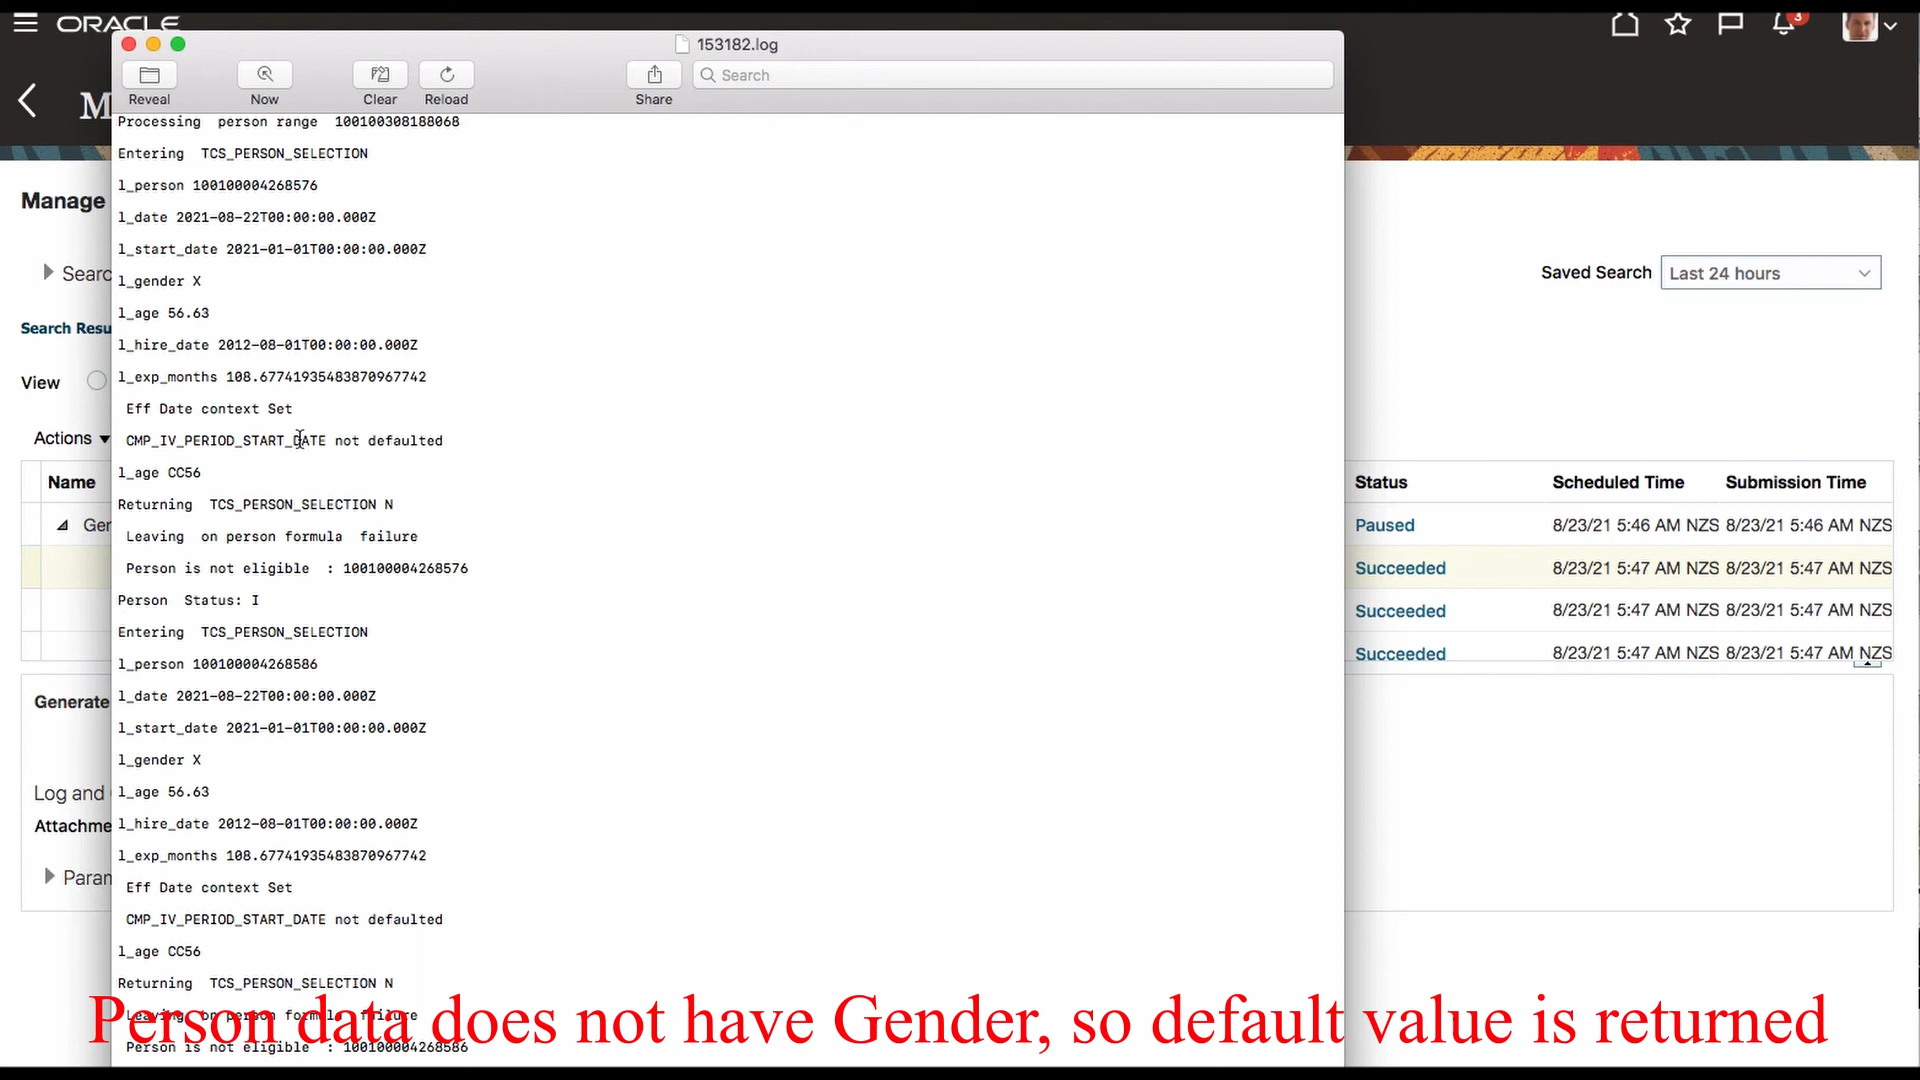 ORACLE
3
M
153182.log
Reveal
Now
Clear
Reload
Share
Search
Processing  person range  100100308188068
Entering  TCS_PERSON_SELECTION
l_person 100100004268576
l_date 2021-08-22T00:00:00.000Z
l_start_date 2021-01-01T00:00:00.000Z
l_gender X
l_age 56.63
l_hire_date 2012-08-01T00:00:00.000Z
l_exp_months 108.677419354838709677​42
Eff Date context Set
CMP_IV_PERIOD_START_DATE not defaulted
l_age CC56
Returning  TCS_PERSON_SELECTION N
Leaving  on person formula  failure
Person is not eligible  : 100100004268576
Person  Status: I
Entering  TCS_PERSON_SELECTION
l_person 100100004268586
l_date 2021-08-22T00:00:00.000Z
l_start_date 2021-01-01T00:00:00.000Z
l_gender X
l_age 56.63
l_hire_date 2012-08-01T00:00:00.000Z
l_exp_months 108.67741935483870967742
Eff Date context Set
CMP_IV_PERIOD_START_DATE not defaulted
l_age CC56
Returning  TCS_PERSON_SELECTION N
Leaving  on person formula  failure
Person is not eligible  : 100100004268586
Manage
Searc
Saved Search Last 24 hours
Search Resu
View
Actions
Name Status Scheduled Time Submission Time
Ger Paused 8/23/21 5:46 AM NZS 8/23/21 5:46 AM NZS
Succeeded 8/23/21 5:47 AM NZS 8/23/21 5:47 AM NZS
Succeeded 8/23/21 5:47 AM NZS 8/23/21 5:47 AM NZS
Succeeded 8/23/21 5:47 AM NZS 8/23/21 5:47 AM NZS
Generate
Log and
Attachme
Param
Person data does not have Gender, so default value is returned